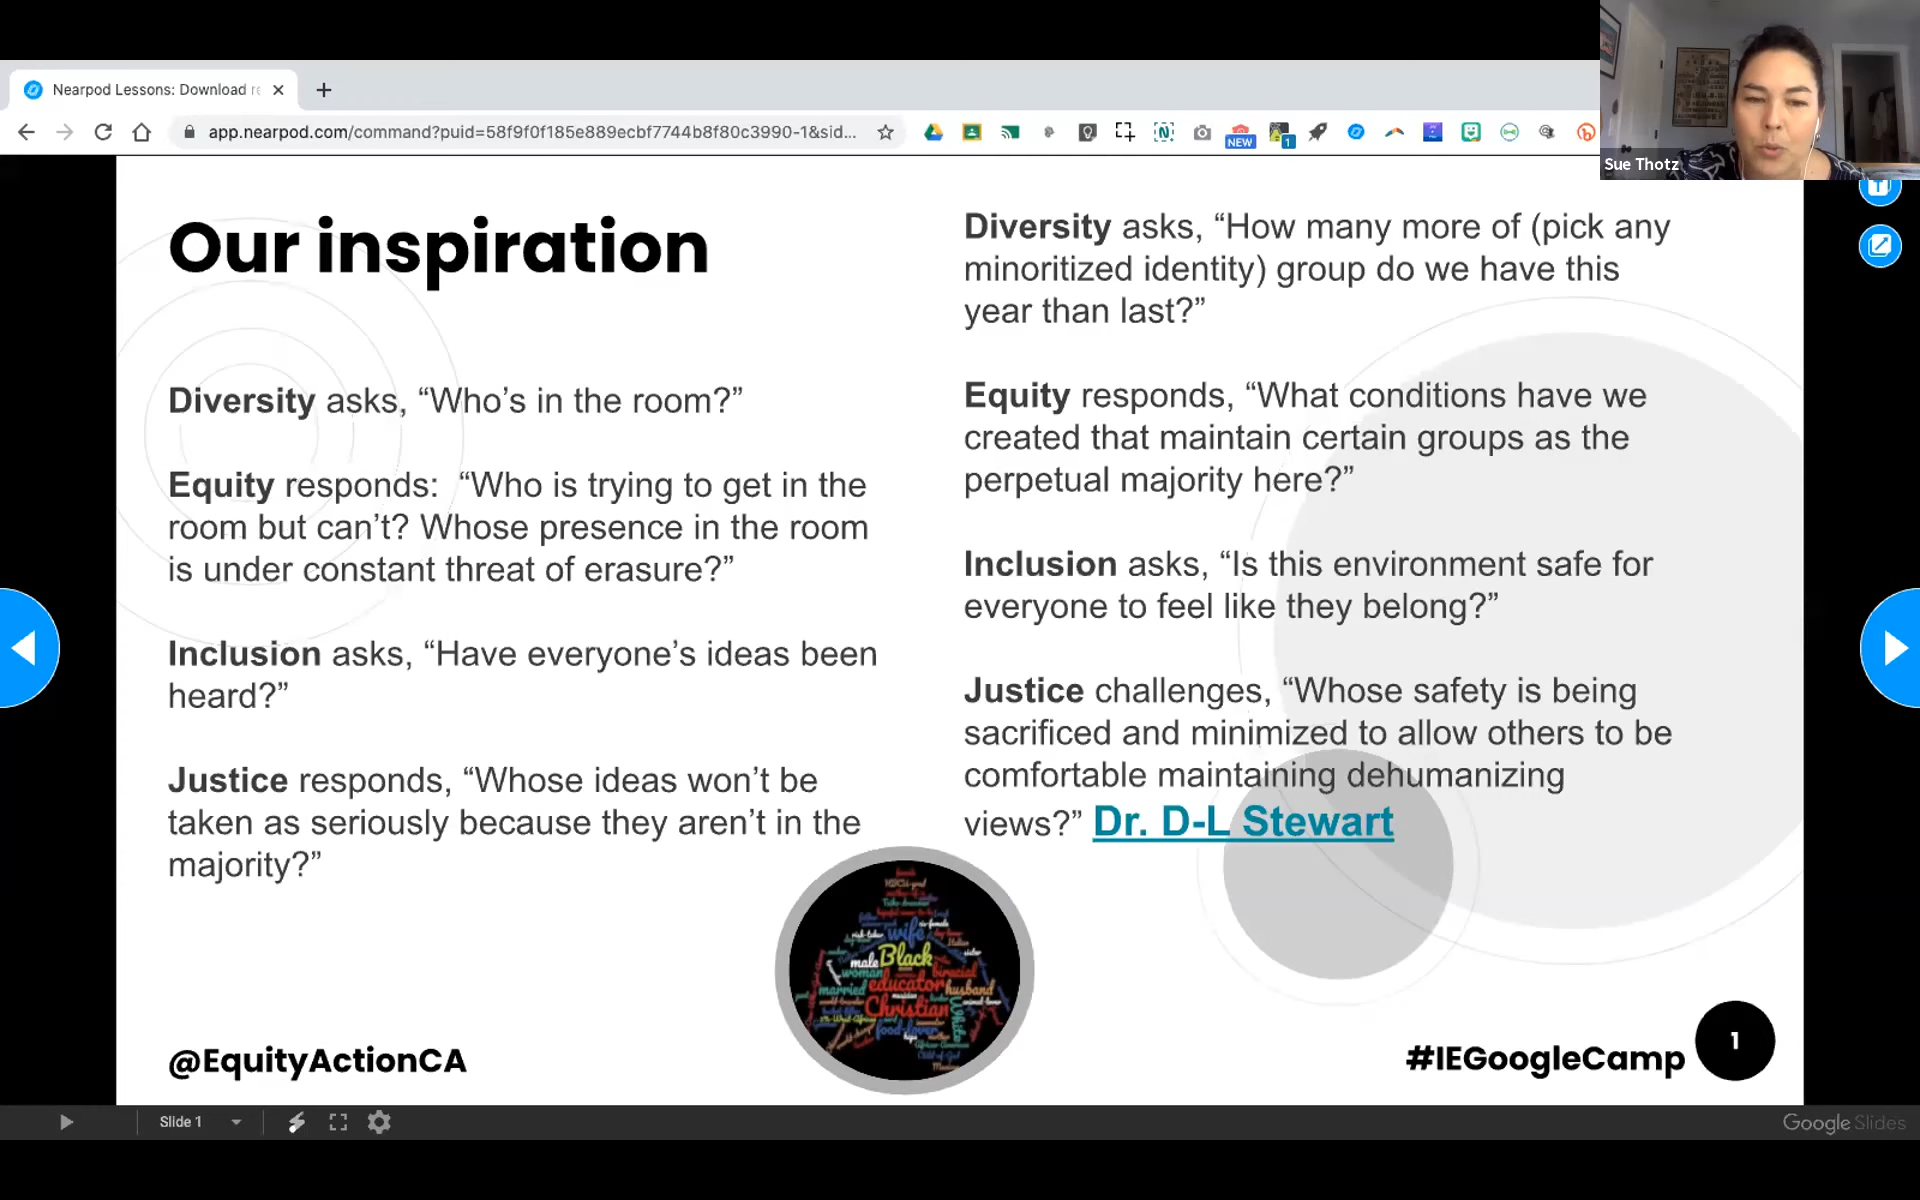 Nearpod Lessons: Download re
app.nearpod.com/command?puid=58f9f0f185e889ecbf7744b8f80c3990-1&sid...
NEW
1
Sue Thotz
Our inspiration
Diversity asks, “Who’s in the room?”
Equity responds:  “Who is trying to get in the
room but can’t? Whose presence in the room
is under constant threat of erasure?”
Inclusion asks, “Have everyone’s ideas been
heard?”
Justice responds, “Whose ideas won’t be
taken as seriously because they aren’t in the
majority?”
Diversity asks, “How many more of (pick any
minoritized identity) group do we have this
year than last?”
Equity responds, “What conditions have we
created that maintain certain groups as the
perpetual majority here?”
Inclusion asks, “Is this environment safe for
everyone to feel like they belong?”
Justice challenges, “Whose safety is being
sacrificed and minimized to allow others to be
comfortable maintaining dehumanizing
views?” Dr. D-L Stewart
wife
male Black
woman biracial
married educator husband
Christian White
food-lover
@EquityActionCA
#IEGoogleCamp
1
Slide 1
Google Slides